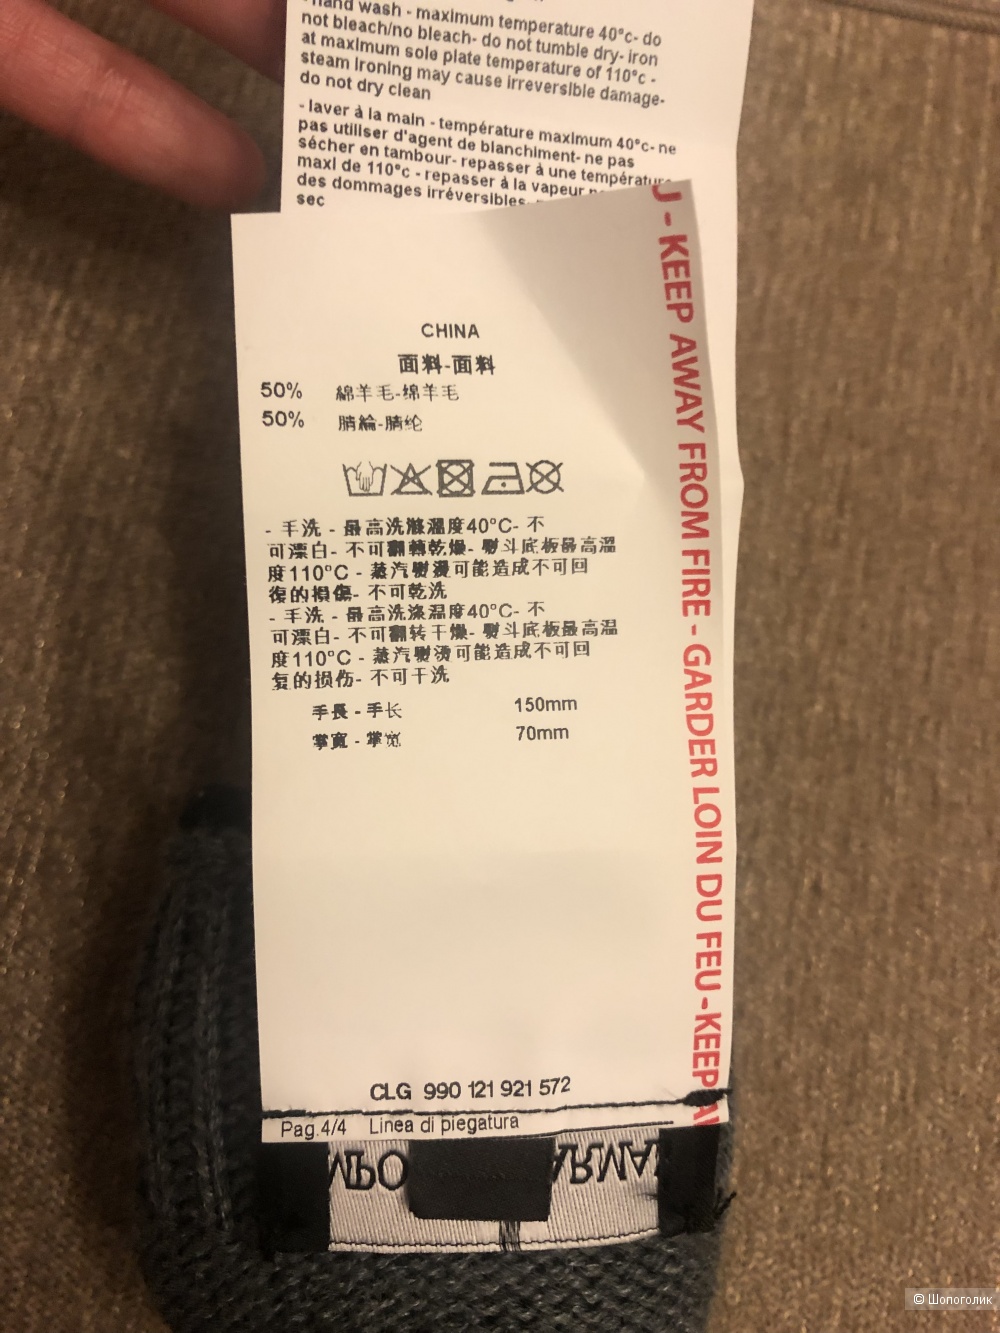 hand wash - maximum temperature 40°c- do
not bleach/no bleach- do not tumble dry- iron
at maximum sole plate temperature of 110°c -
steam ironing may cause irreversible damage-
do not dry clean
- laver à la main - température maximum 40°c- ne
pas utiliser d'agent de blanchiment- ne pas
sécher en tambour- repasser à une température
maxi de 110°c - repasser à la vapeur
des dommages irréversibles-
sec
CHINA
面料-面料
50% 綿羊毛-绵羊毛
50% 腈綸-腈纶
- 手洗 - 最高洗滌溫度40°C- 不
可漂白- 不可翻轉乾燥- 熨斗底板最高溫
度110°C - 蒸汽熨燙可能造成不可回
復的損傷- 不可乾洗
- 手洗 - 最高洗涤温度40°C- 不
可漂白- 不可翻转干燥- 熨斗底板最高温
度110°C - 蒸汽熨烫可能造成不可回
复的损伤- 不可干洗
手長 - 手长 150mm
掌寬 - 掌宽 70mm
CLG 990 121 921 572
Pag.4/4 Linea di piegatura
J - KEEP AWAY FROM FIRE - GARDER LOIN DU FEU - KEEP
MPO ARMA
© Шопоголик